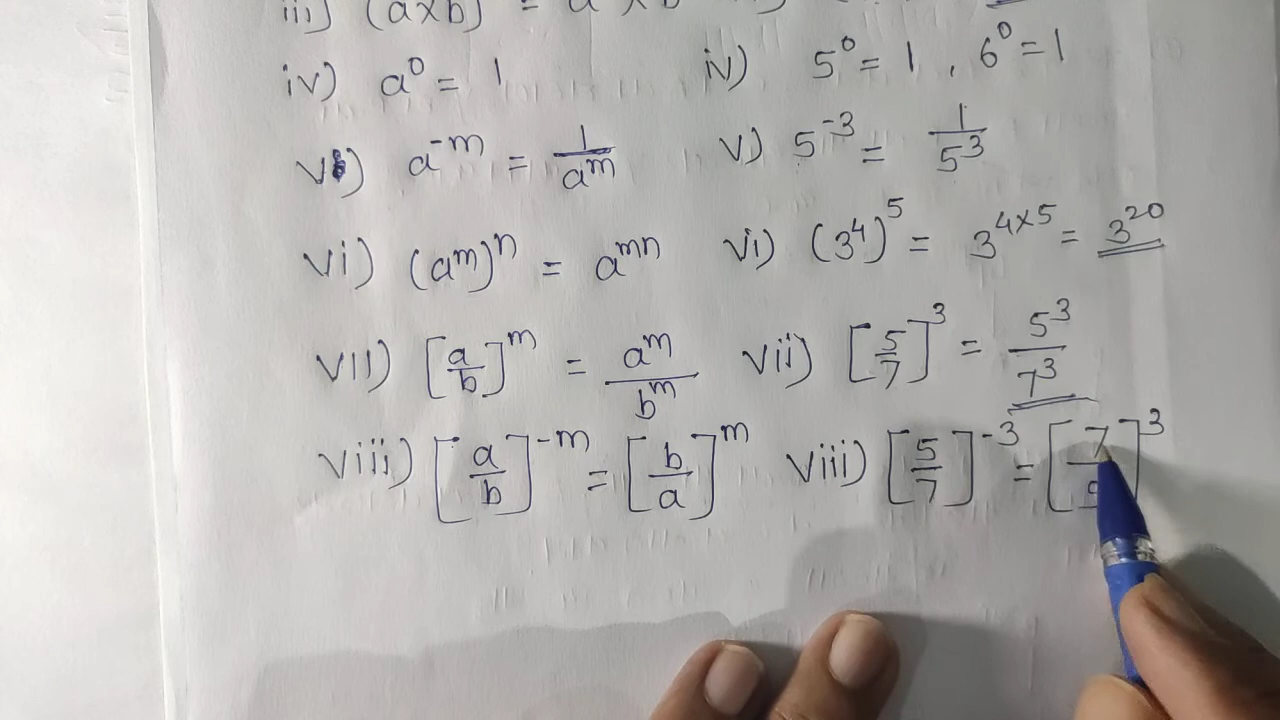 iii) (a×b) = a × b
iv) a⁰ = 1 iv) 5⁰ = 1 , 6⁰ = 1
v) a⁻ᵐ = 1/aᵐ v) 5⁻³ = 1/5³
vi) (aᵐ)ⁿ = aᵐⁿ vi) (3⁴)⁵ = 3⁴ˣ⁵ = 3²⁰
vii) [a/b]ᵐ = aᵐ/bᵐ vii) [5/7]³ = 5³/7³
viii) [a/b]⁻ᵐ = [b/a]ᵐ viii) [5/7]⁻³ = [7/5]³